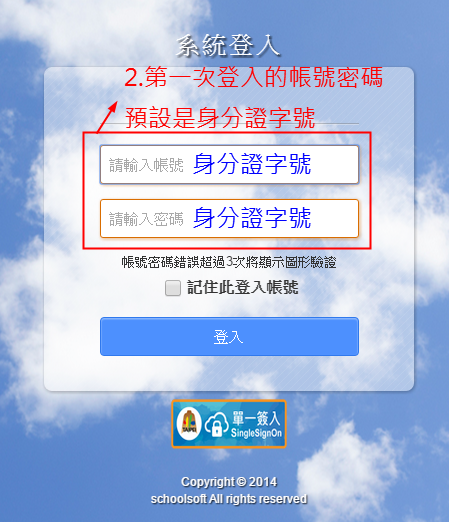 系統登入
2.第一次登入的帳號密碼
預設是身分證字號
請輸入帳號 身分證字號
請輸入密碼 身分證字號
帳號密碼錯誤超過3次將顯示圖形驗證
記住此登入帳號
登入
TAIPEI 單一簽入
SingleSignOn
Copyright © 2014
schoolsoft All rights reserved